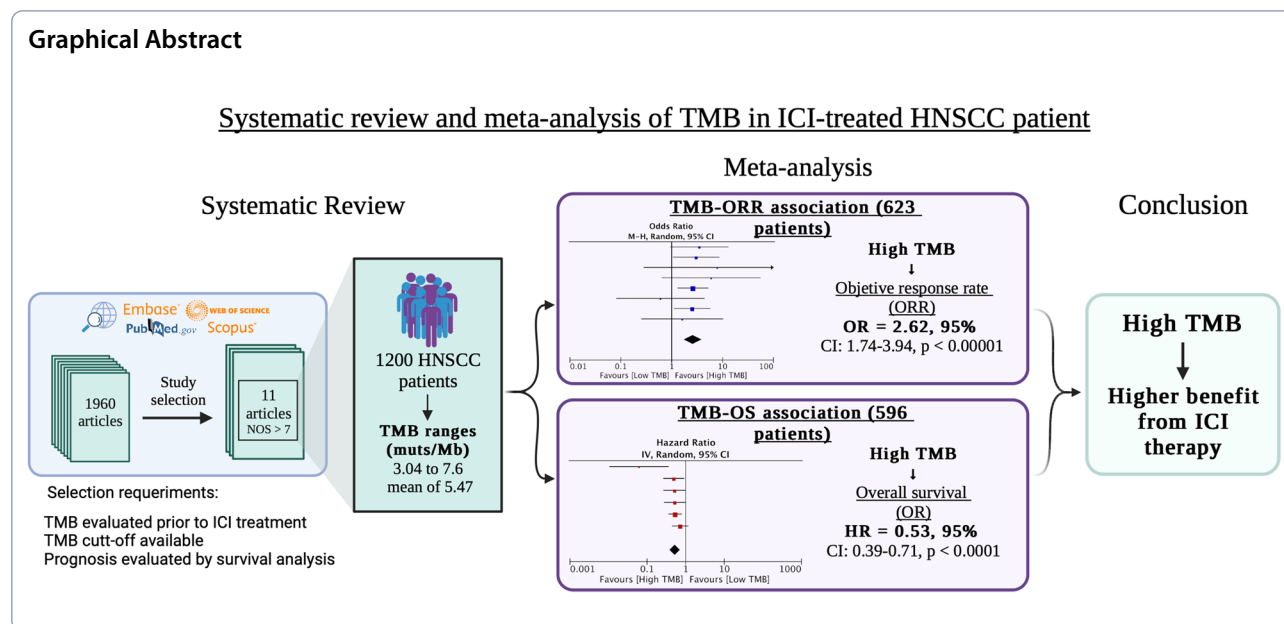 Graphical Abstract
Systematic review and meta-analysis of TMB in ICI-treated HNSCC patient
Systematic Review
Embase®
WEB OF SCIENCE
PubMed.gov
Scopus®
1960
articles
Study
selection
11
articles
NOS > 7
Selection requeriments:
TMB evaluated prior to ICI treatment
TMB cutt-off available
Prognosis evaluated by survival analysis
1200 HNSCC
patients
TMB ranges
(muts/Mb)
3.04 to 7.6
mean of 5.47
Meta-analysis
TMB-ORR association (623
patients)
Odds Ratio
M-H, Random, 95% CI
0.01 0.1 1 10 100
Favours [Low TMB] Favours [High TMB]
High TMB
↓
Objetive response rate
(ORR)
OR = 2.62, 95%
CI: 1.74-3.94, p < 0.00001
TMB-OS association (596
patients)
Hazard Ratio
IV, Random, 95% CI
0.001 0.1 1 10 1000
Favours [High TMB] Favours [Low TMB]
High TMB
↓
Overall survival
(OR)
HR = 0.53, 95%
CI: 0.39-0.71, p < 0.0001
Conclusion
High TMB
Higher benefit
from ICI
therapy